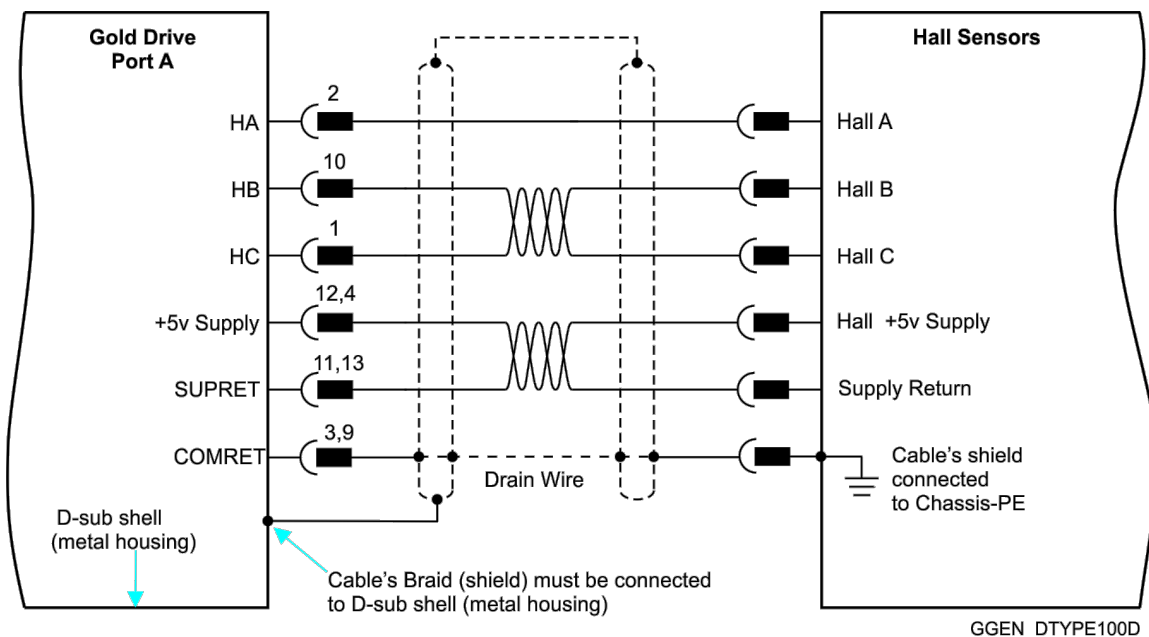 Gold Drive
Port A
Hall Sensors
2
HA
Hall A
10
HB
Hall B
1
HC
Hall C
12,4
+5v Supply
Hall +5v Supply
11,13
SUPRET
Supply Return
3,9
COMRET
Drain Wire
Cable's shield
connected
to Chassis-PE
D-sub shell
(metal housing)
Cable's Braid (shield) must be connected
to D-sub shell (metal housing)
GGEN_DTYPE100D